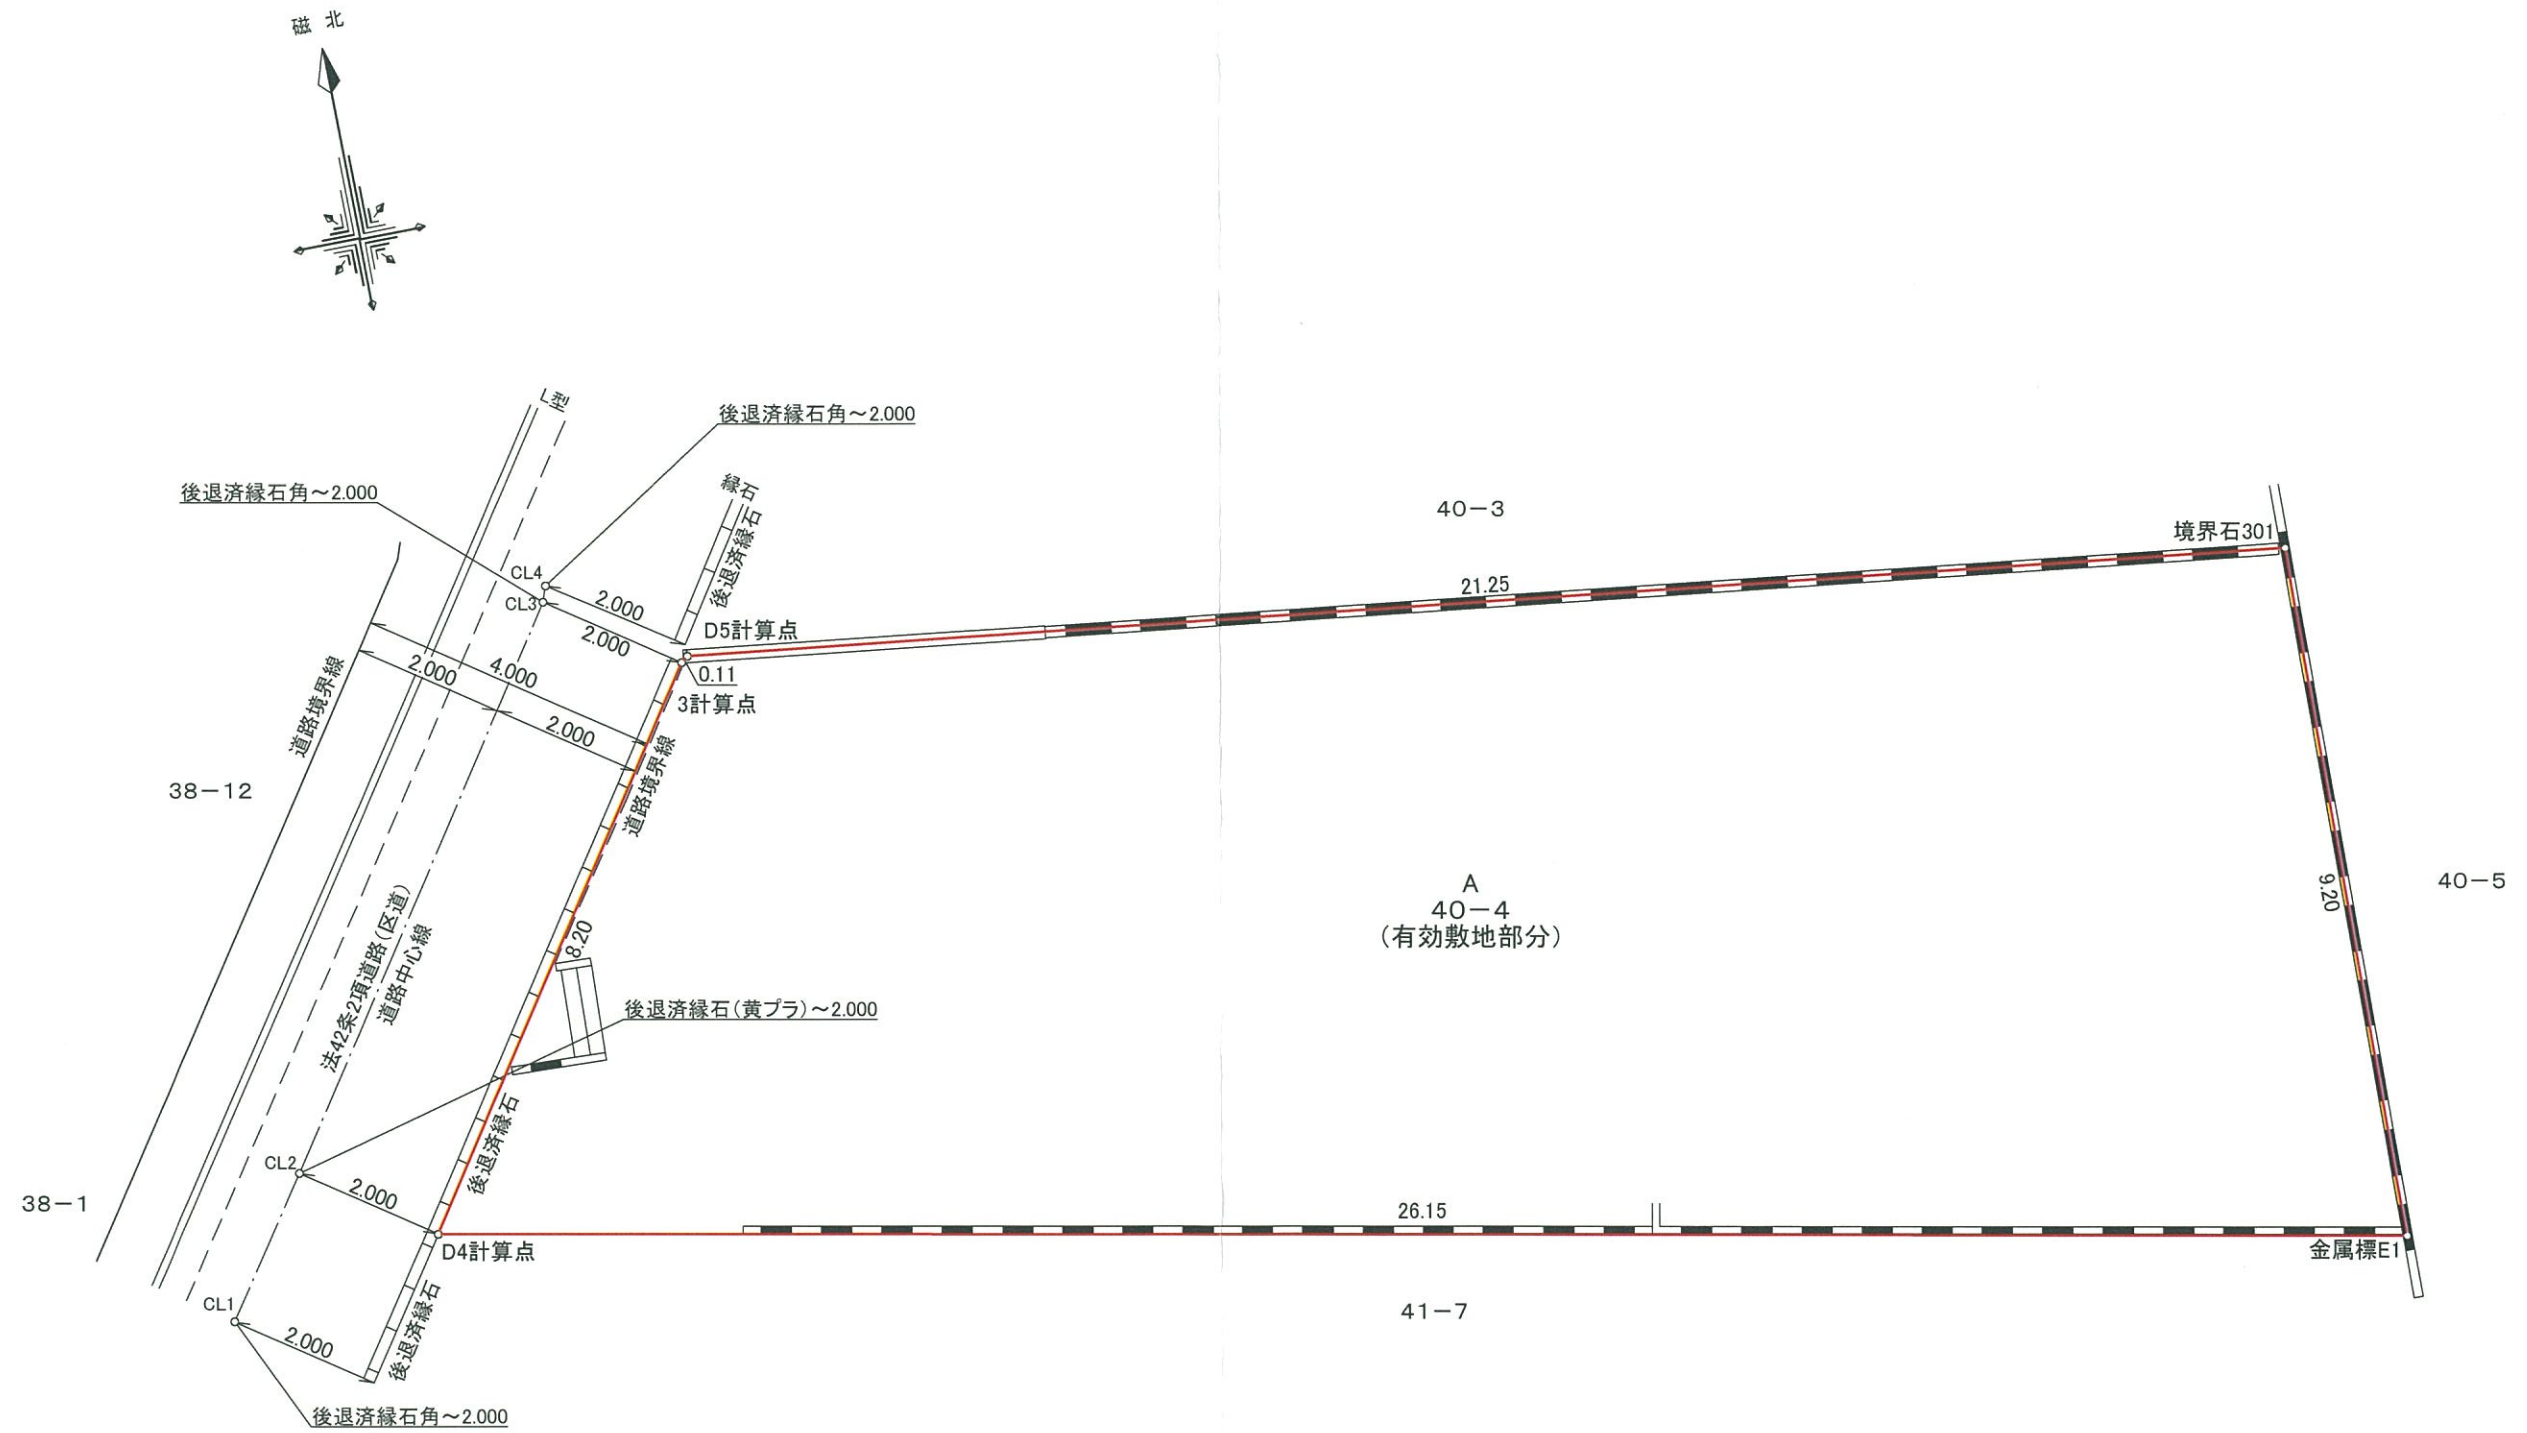 磁 北
L型
後退済縁石角～2.000
後退済縁石角～2.000
縁石
後退済縁石
40－3
境界石301
CL4
CL3
2.000
2.000
21.25
D5計算点
0.11
3計算点
4.000
2.000
2.000
道路境界線
道路境界線
38－12
A
40－4
（有効敷地部分）
9.20
40－5
法42条2項道路（区道）
道路中心線
8.20
後退済縁石（黄プラ）～2.000
後退済縁石
CL2
2.000
38－1
26.15
D4計算点
金属標E1
CL1
2.000
後退済縁石
41－7
後退済縁石角～2.000